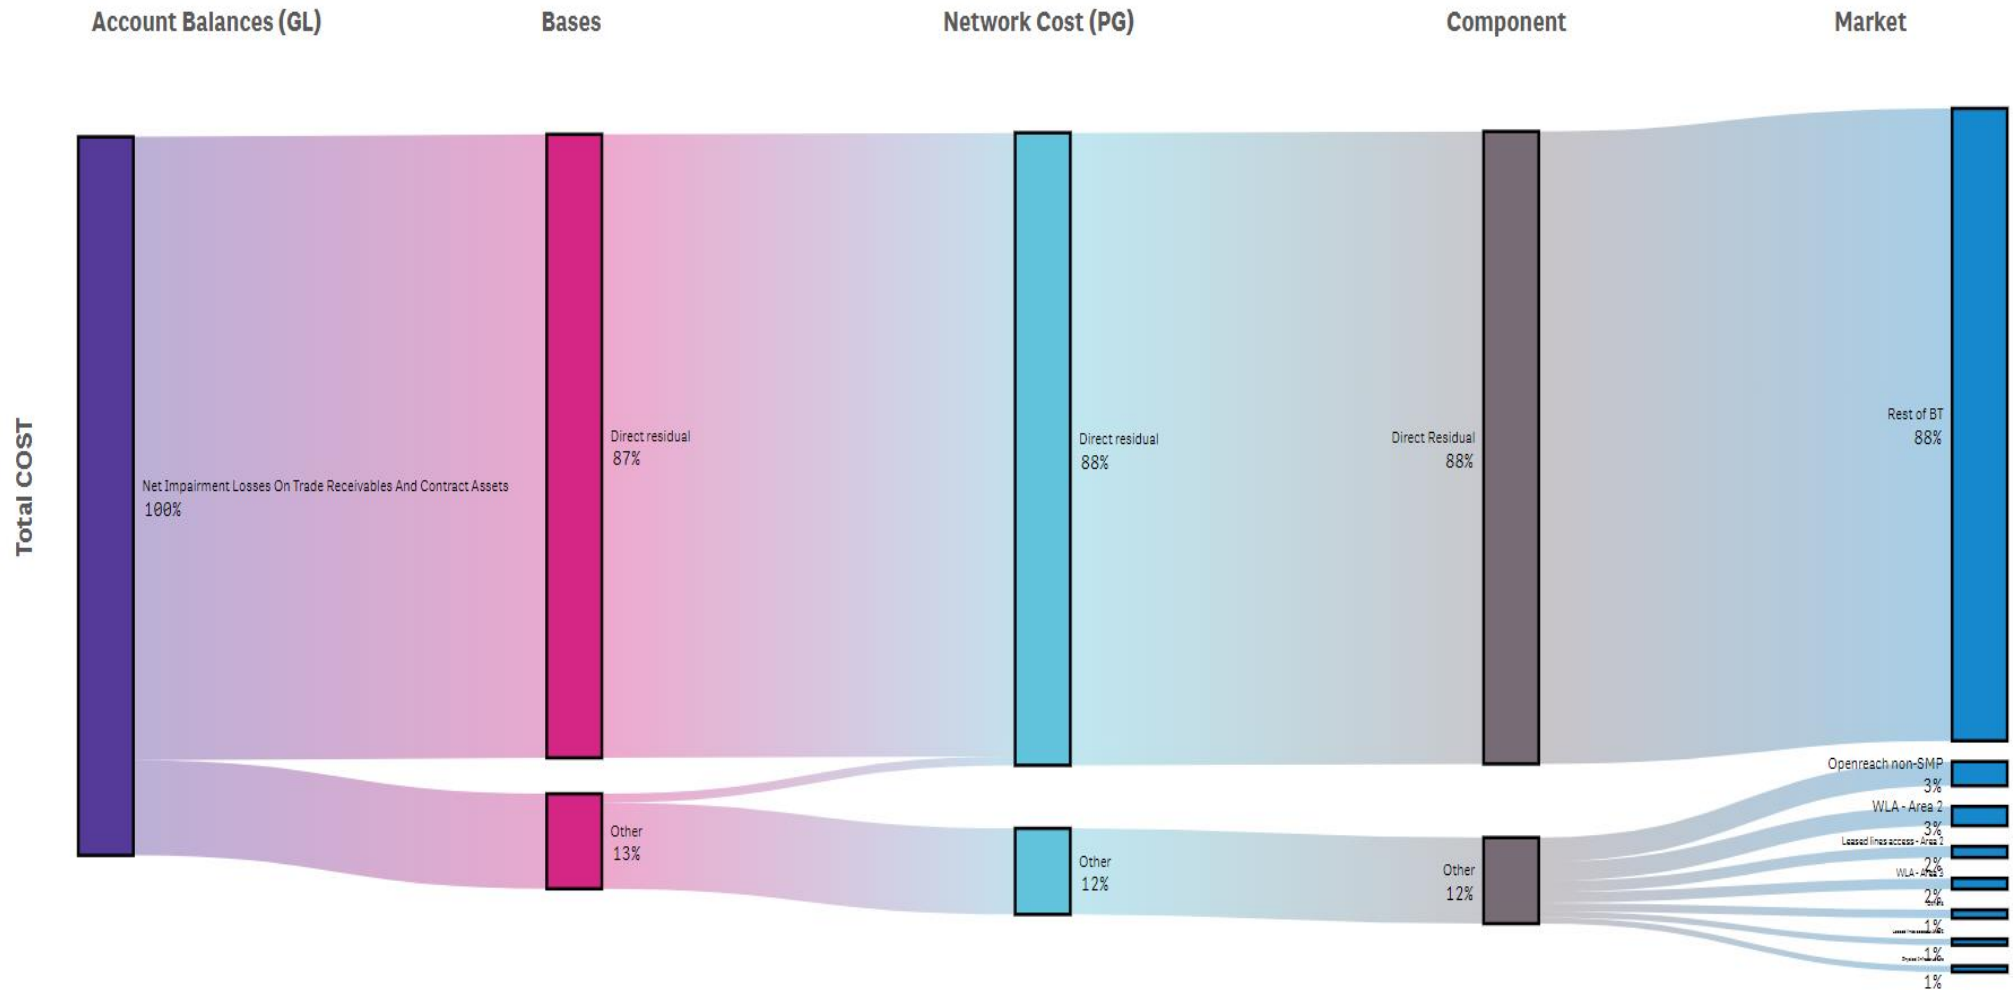 Account Balances (GL)
Bases
Network Cost (PG)
Component
Market
Total COST
Net Impairment Losses On Trade Receivables And Contract Assets
100%
Direct residual
87%
Other
13%
Direct residual
88%
Other
12%
Direct Residual
88%
Other
12%
Rest of BT
88%
Openreach non-SMP
3%
WLA - Area 2
3%
Leased lines access - Area 2
2%
WLA - Area 3
2%
1%
1%
1%